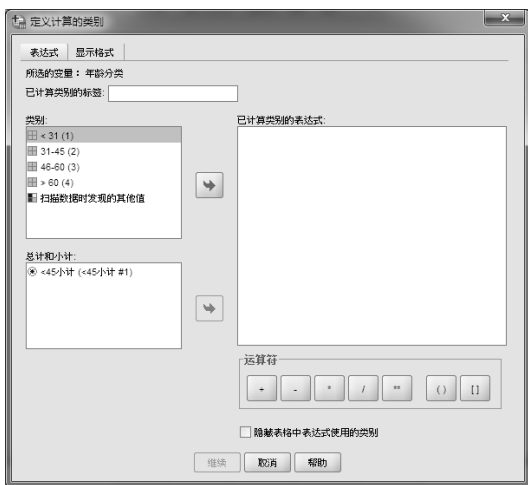 定义计算的类别
表达式 显示格式
所选的变量：年龄分类
已计算类别的标签:
类别:
< 31 (1)
31-45 (2)
46-60 (3)
> 60 (4)
扫描数据时发现的其他值
已计算类别的表达式:
总计和小计:
<45小计 (<45小计 #1)
运算符
+ - * / ** ( ) [ ]
隐藏表格中表达式使用的类别
继续 取消 帮助